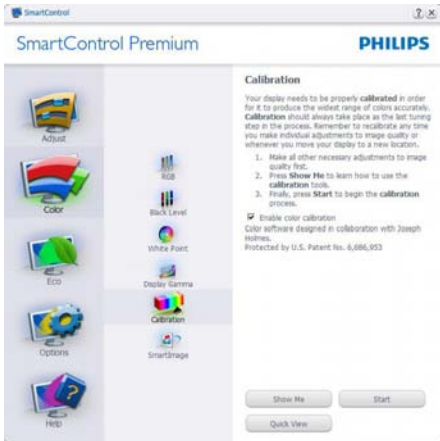 SmartControl
SmartControl Premium
PHILIPS
Adjust
Color
Eco
Options
Help
RGB
Black Level
White Point
Display Gamma
Calibration
SmartImage
Calibration
Your display needs to be properly calibrated in order
for it to produce the widest range of colors accurately.
Calibration should always take place as the last tuning
step in the process. Remember to recalibrate any time
you make individual adjustments to image quality or
whenever you move your display to a new location.
1. Make all other necessary adjustments to image
quality first.
2. Press Show Me to learn how to use the
calibration tools.
3. Finally, press Start to begin the calibration
process.
Enable color calibration
Color software designed in collaboration with Joseph
Holmes.
Protected by U.S. Patent No. 6,686,953
Show Me
Start
Quick View